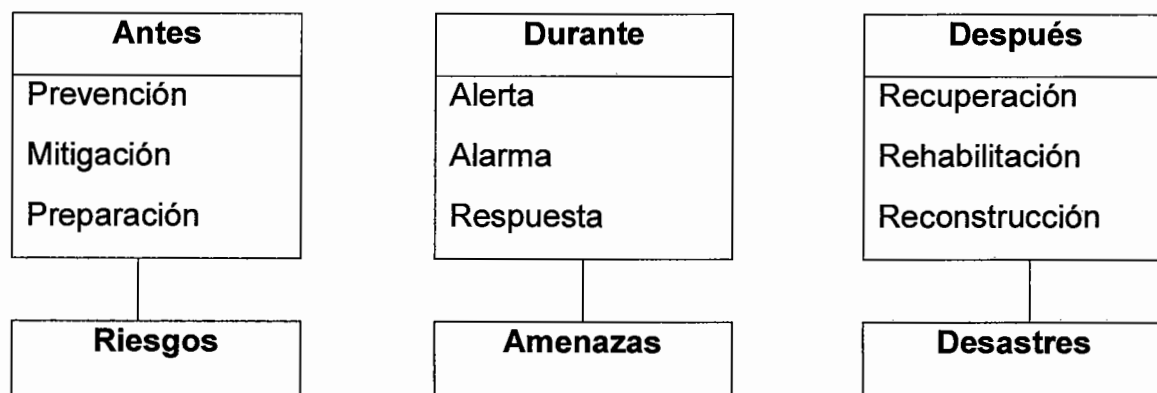 Antes
Prevención
Mitigación
Preparación
Riesgos
Durante
Alerta
Alarma
Respuesta
Amenazas
Después
Recuperación
Rehabilitación
Reconstrucción
Desastres